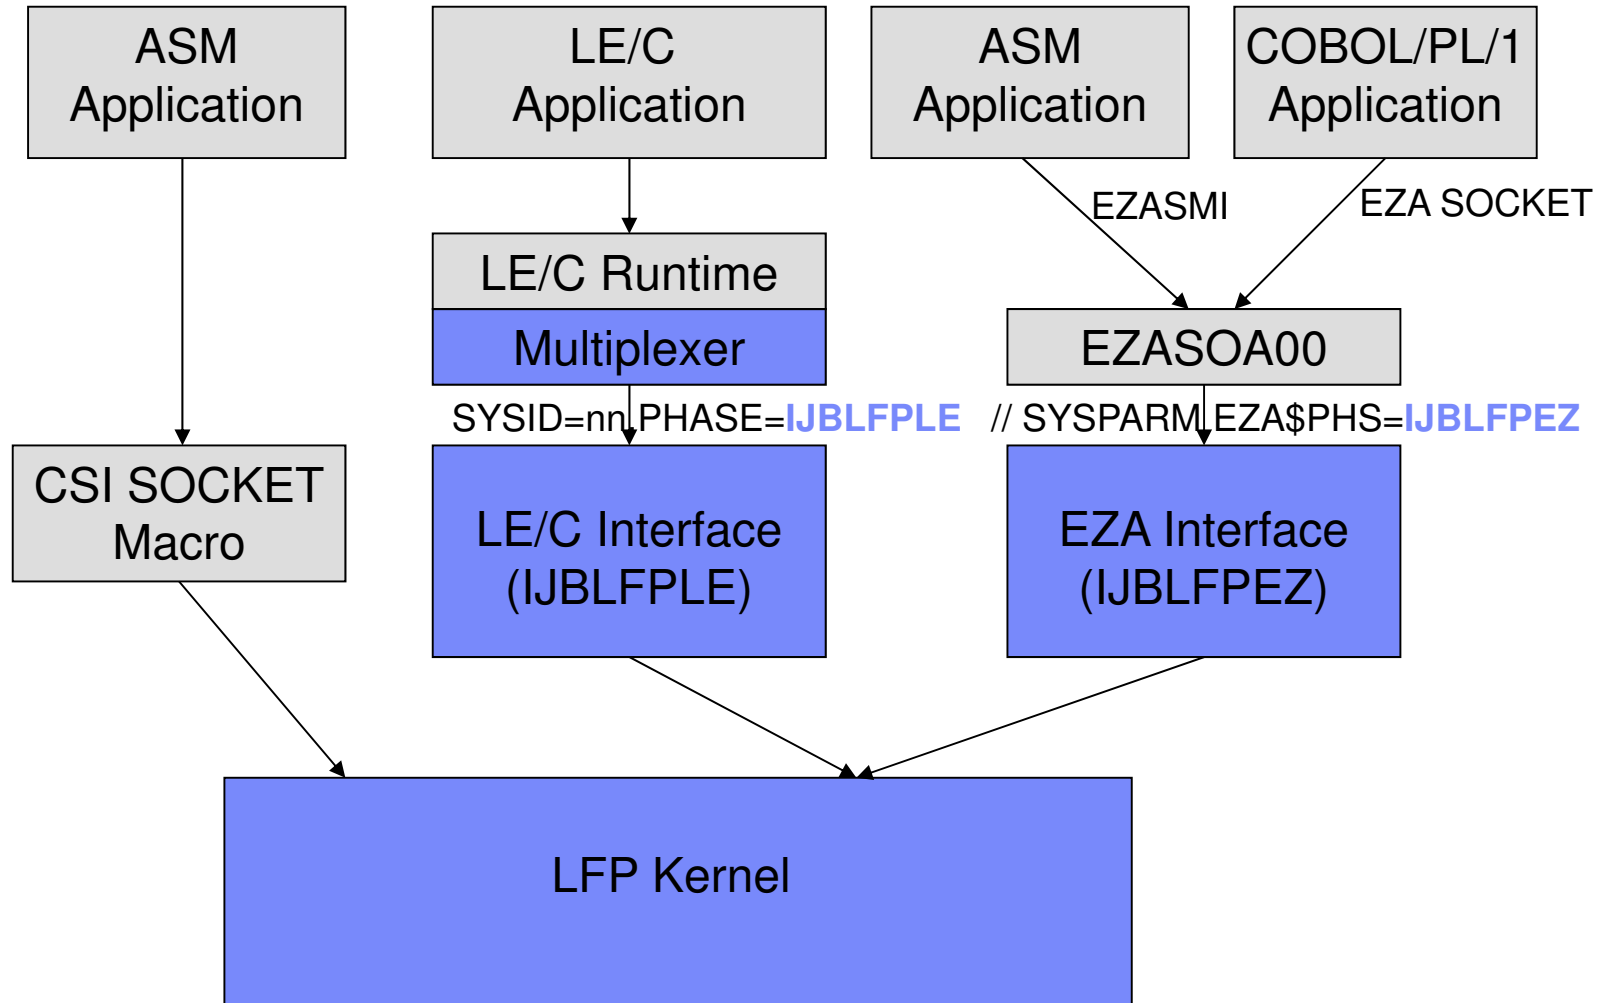 ASM
Application
LE/C
Application
ASM
Application
COBOL/PL/1
Application
EZASMI
EZA SOCKET
LE/C Runtime
Multiplexer
EZASOA00
SYSID=nn,PHASE=IJBLFPLE
// SYSPARM EZA$PHS=IJBLFPEZ
CSI SOCKET
Macro
LE/C Interface
(IJBLFPLE)
EZA Interface
(IJBLFPEZ)
LFP Kernel